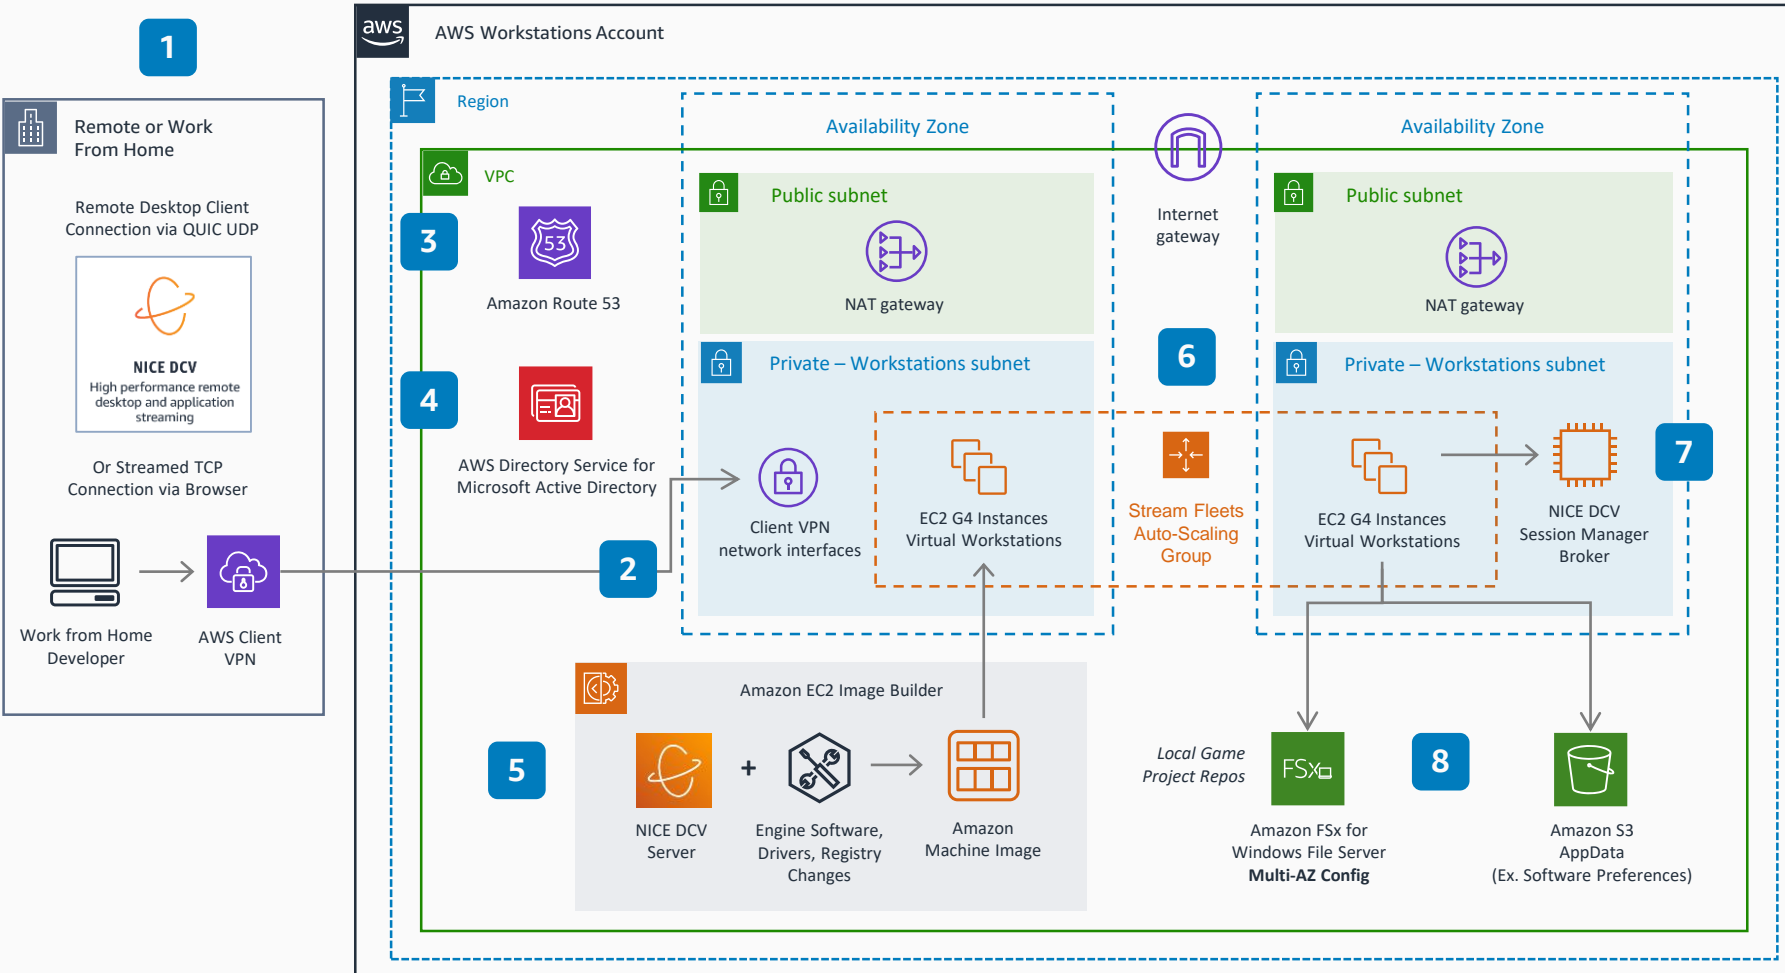 1
aws
AWS Workstations Account
Remote or Work
From Home
Remote Desktop Client
Connection via QUIC UDP
NICE DCV
High performance remote
desktop and application
streaming
Or Streamed TCP
Connection via Browser
Work from Home
Developer
AWS Client
VPN
Region
VPC
3
53
Amazon Route 53
4
AWS Directory Service for
Microsoft Active Directory
2
Availability Zone
Public subnet
NAT gateway
Private – Workstations subnet
Client VPN
network interfaces
EC2 G4 Instances
Virtual Workstations
Internet
gateway
6
Stream Fleets
Auto-Scaling
Group
Availability Zone
Public subnet
NAT gateway
Private – Workstations subnet
EC2 G4 Instances
Virtual Workstations
NICE DCV
Session Manager
Broker
7
5
Amazon EC2 Image Builder
NICE DCV
Server
+
Engine Software,
Drivers, Registry
Changes
Amazon
Machine Image
Local Game
Project Repos
FSx
8
Amazon FSx for
Windows File Server
Multi-AZ Config
Amazon S3
AppData
(Ex. Software Preferences)